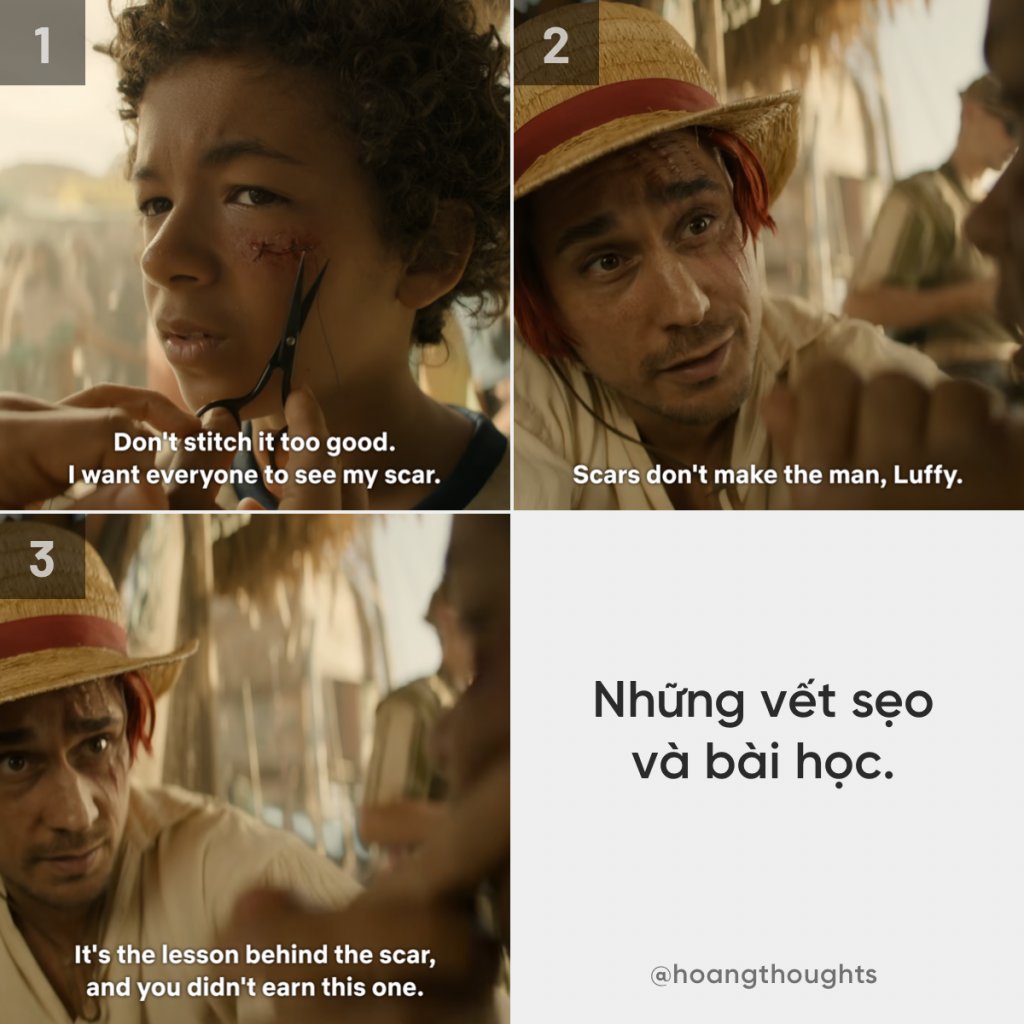 1
Don't stitch it too good.
I want everyone to see my scar.
2
Scars don't make the man, Luffy.
3
It's the lesson behind the scar,
and you didn't earn this one.
Những vết sẹo
và bài học.
@hoangthoughts